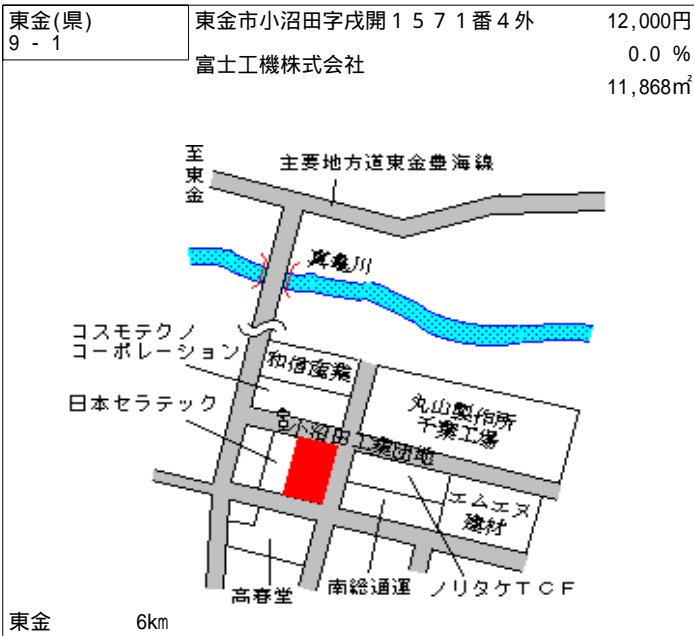 東金(県)
9 - 1
東金市小沼田字戌開１５７１番４外
12,000円
富士工機株式会社
0.0 %
11,868㎡
至東金
主要地方道東金豊海線
真亀川
コスモテクノ
コーポレーション
和信産業
日本セラテック
丸山製作所
千葉工場
小沼田工業団地
エムエヌ
建材
高春堂
南総通運
ノリタケＴＣＦ
東金
6km